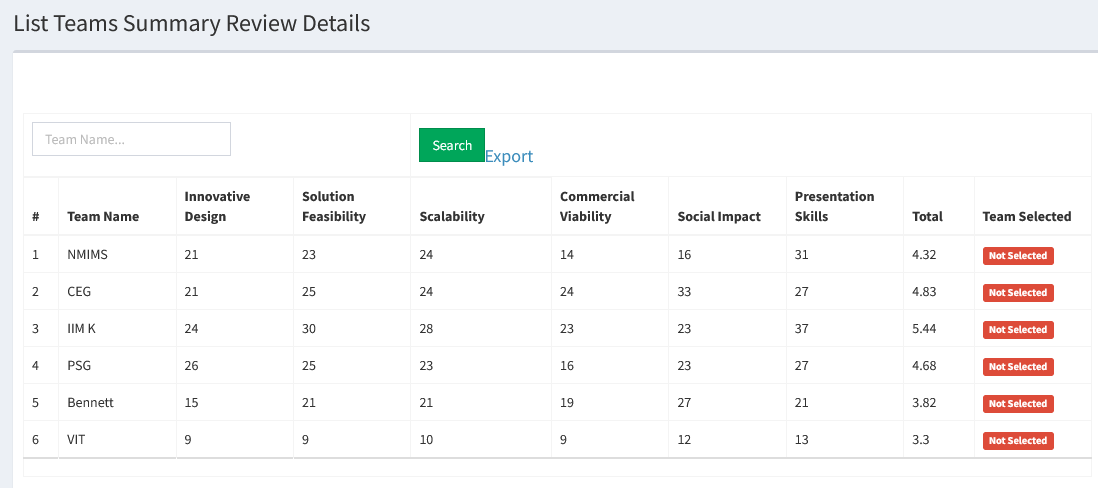 List Teams Summary Review Details
Team Name...
Search Export
# Team Name Innovative Design Solution Feasibility Scalability Commercial Viability Social Impact Presentation Skills Total Team Selected
1 NMIMS 21 23 24 14 16 31 4.32 Not Selected
2 CEG 21 25 24 24 33 27 4.83 Not Selected
3 IIM K 24 30 28 23 23 37 5.44 Not Selected
4 PSG 26 25 23 16 23 27 4.68 Not Selected
5 Bennett 15 21 21 19 27 21 3.82 Not Selected
6 VIT 9 9 10 9 12 13 3.3 Not Selected